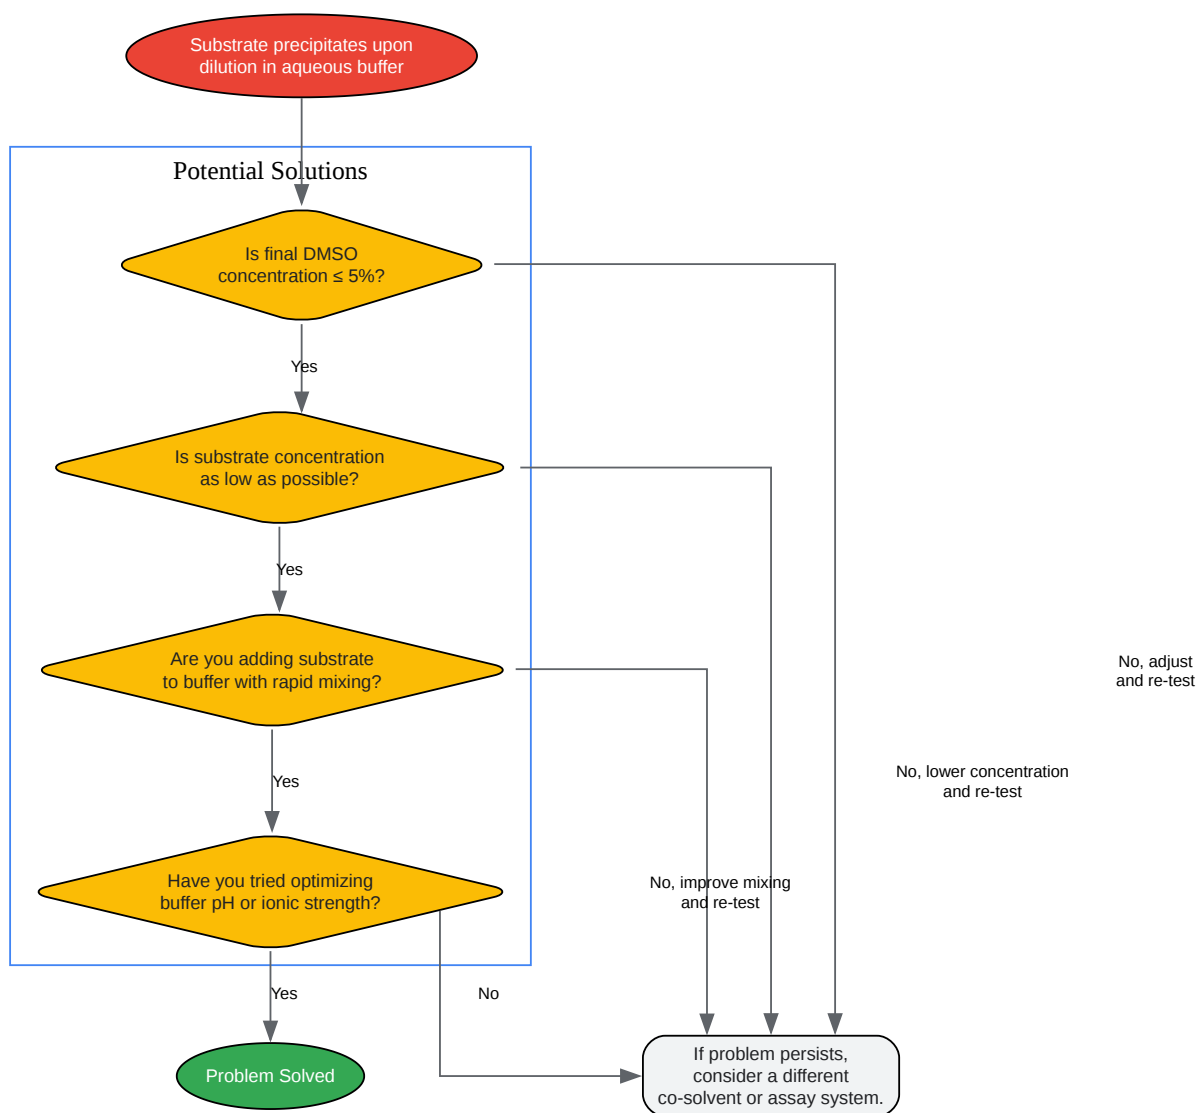 Substrate precipitates upon
dilution in aqueous buffer
Potential Solutions
Is final DMSO
concentration ≤ 5%?
Yes
Is substrate concentration
as low as possible?
Yes
Are you adding substrate
to buffer with rapid mixing?
No, adjust
and re-test
Yes
No, lower concentration
and re-test
Have you tried optimizing
buffer pH or ionic strength?
No, improve mixing
and re-test
Yes
No
Problem Solved
If problem persists,
consider a different
co-solvent or assay system.